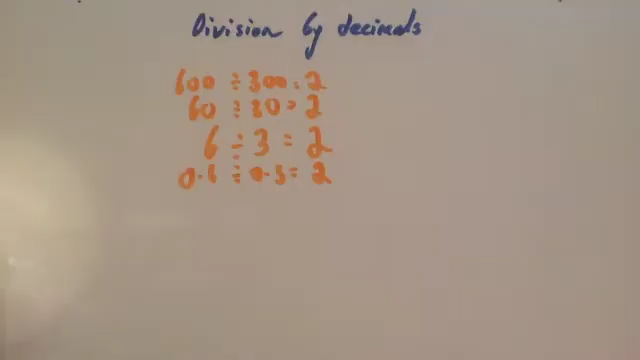 Division by decimals
600 ÷ 300 = 2
60 ÷ 30 = 2
6 ÷ 3 = 2
0.6 ÷ 0.3 = 2